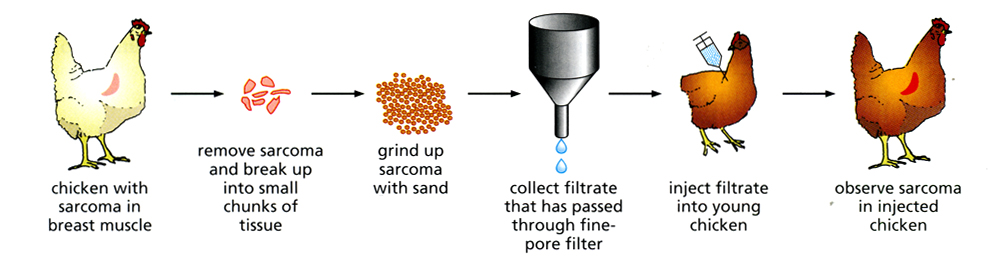 chicken with
sarcoma in
breast muscle
remove sarcoma
and break up
into small
chunks of
tissue
grind up
sarcoma
with sand
collect filtrate
that has passed
through fine-
pore filter
inject filtrate
into young
chicken
observe sarcoma
in injected
chicken